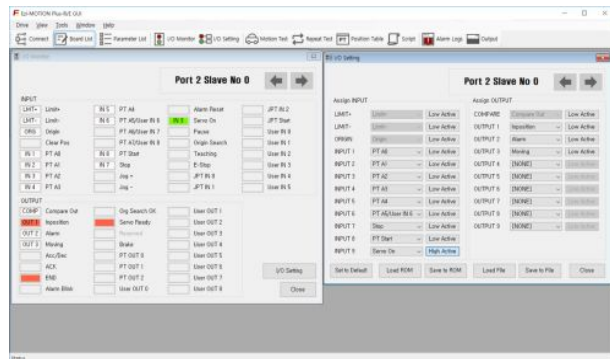 Ezi-MOTION Plus-R/E GUI
Drive View Tools Window Help
Connect Board List Parameter List I/O Monitor I/O Setting Motion Test Repeat Test Position Table Script Alarm Logs Output
I/O Monitor
Port 2 Slave No 0
INPUT
LMT+ Limit+ IN 5 PT A4 Alarm Reset JPT IN 2
LMT- Limit- IN 6 PT A5/User IN 6 IN 9 Servo On JPT Start
ORG Origin PT A6/User IN 7 Pause User IN 0
Clear Pos PT A7/User IN 8 Origin Search User IN 1
IN 1 PT A0 IN 8 PT Start Teaching User IN 2
IN 2 PT A1 IN 7 Stop E-Stop User IN 3
IN 3 PT A2 Jog + JPT IN 0 User IN 4
IN 4 PT A3 Jog - JPT IN 1 User IN 5
OUTPUT
COMP Compare Out Org Search OK User OUT 1
OUT 1 Inposition Servo Ready User OUT 2
OUT 2 Alarm Reserved User OUT 3
OUT 3 Moving Brake User OUT 4
Acc/Dec PT OUT 0 User OUT 5
ACK PT OUT 1 User OUT 6
END PT OUT 2 User OUT 7
Alarm Blink User OUT 0 User OUT 8
I/O Setting
Close
I/O Setting
Port 2 Slave No 0
Assign INPUT Assign OUTPUT
LIMIT+ Limit+ Low Active COMPARE Compare Out Low Active
LIMIT- Limit- Low Active OUTPUT 1 Inposition Low Active
ORIGIN Origin Low Active OUTPUT 2 Alarm Low Active
INPUT 1 PT A0 Low Active OUTPUT 3 Moving Low Active
INPUT 2 PT A1 Low Active OUTPUT 4 [NONE] Low Active
INPUT 3 PT A2 Low Active OUTPUT 5 [NONE] Low Active
INPUT 4 PT A3 Low Active OUTPUT 6 [NONE] Low Active
INPUT 5 PT A4 Low Active OUTPUT 7 [NONE] Low Active
INPUT 6 PT A5/User IN 6 Low Active OUTPUT 8 [NONE] Low Active
INPUT 7 Stop Low Active OUTPUT 9 [NONE] Low Active
INPUT 8 PT Start Low Active
INPUT 9 Servo On High Active
Set to Default Load ROM Save to ROM Load File Save to File Close
Status